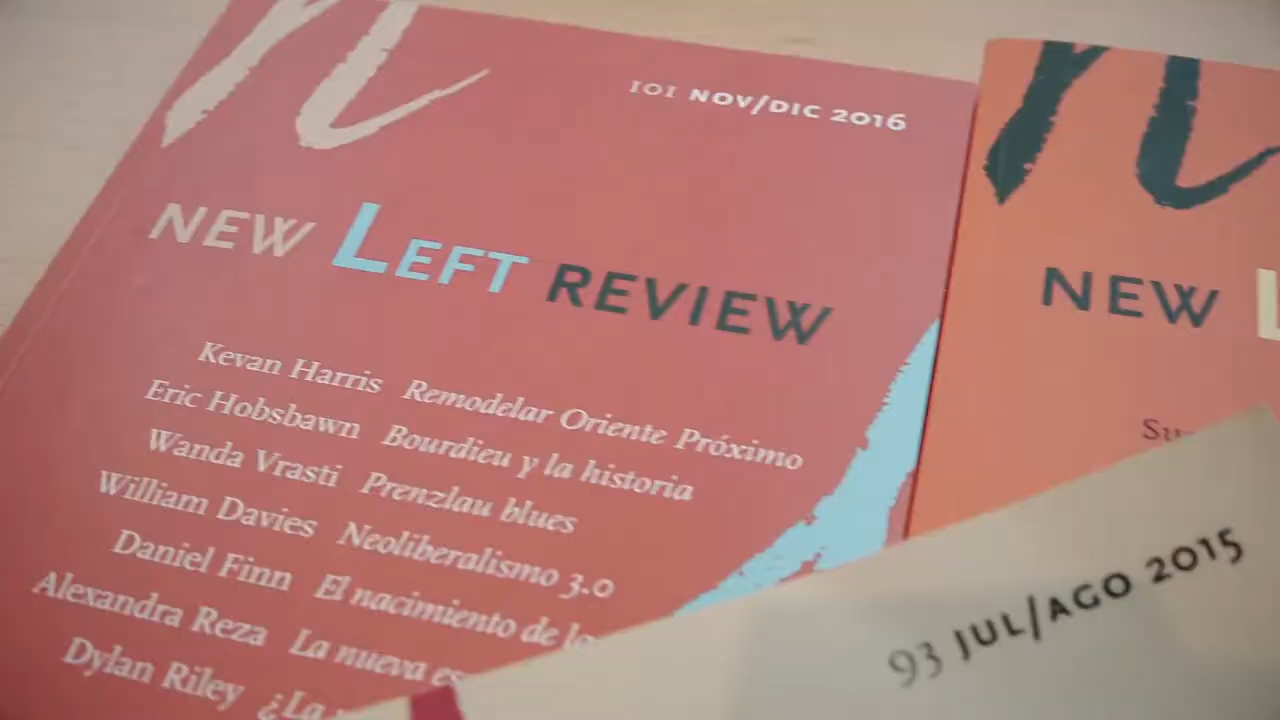 101 NOV/DIC 2016
NEW LEFT REVIEW
Kevan Harris Remodelar Oriente Próximo
Eric Hobsbawn Bourdieu y la historia
Wanda Vrasti Prenzlau blues
William Davies Neoliberalismo 3.0
Daniel Finn El nacimiento de
Alexandra Reza La nueva
Dylan Riley ¿La
NEW
93 JUL/AGO 2015